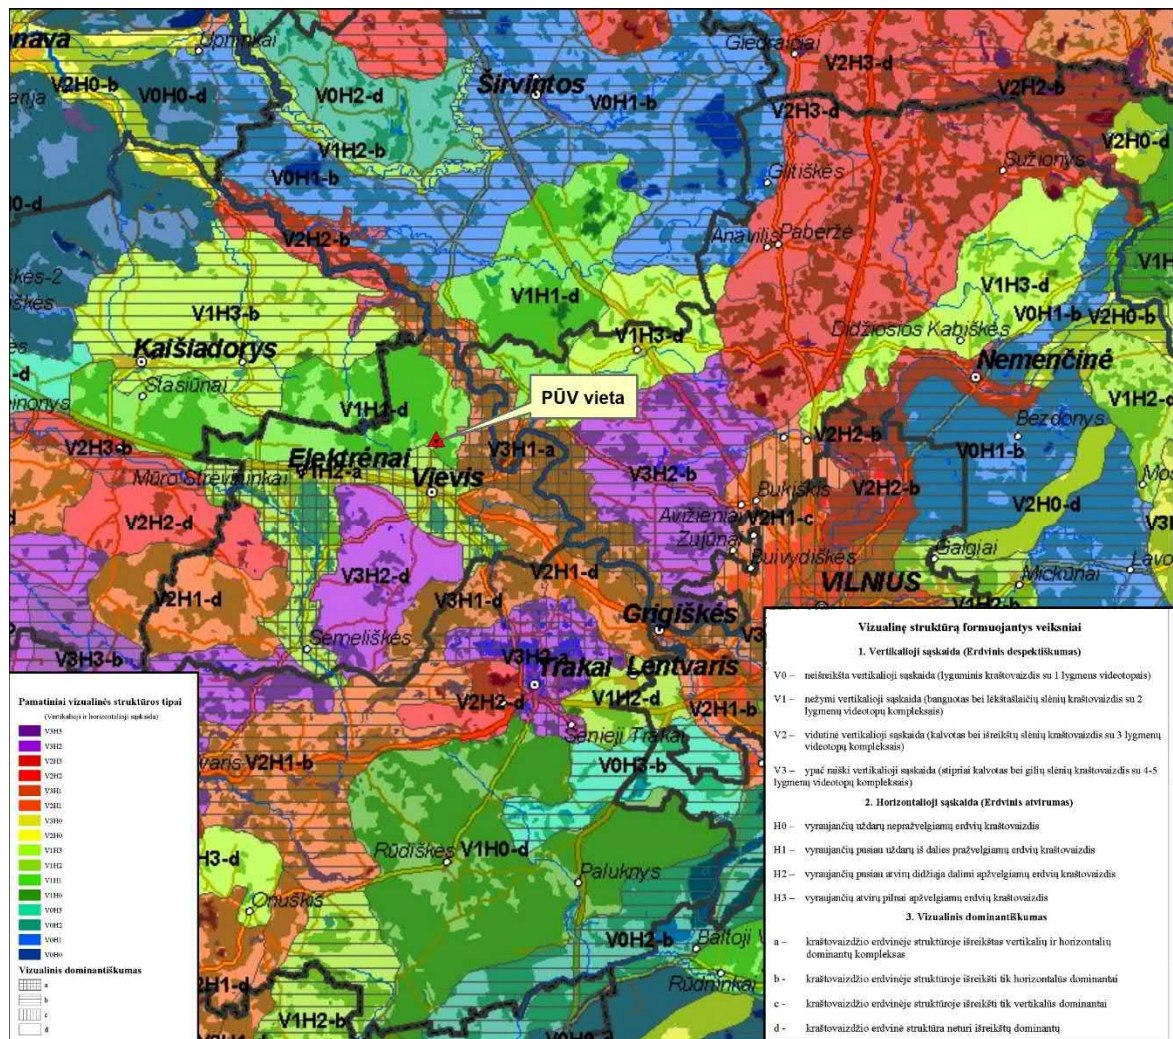 onava
Upninkai
Giedraičiai
V2H3-d
V2H2-b
V2H0-b
V0H0-d
V0H2-d
Širvintos
V0H1-b
V2H3-d
V2H0-d
V1H2-b
V0H1-b
Glitiškės
Sužionys
V2H2-b
Anavilis
Paberžė
V1H1-d
V1H3-d
V0H1-b
V2H0-b
V1H3-b
V1H3-d
Didžiosios Kabiškės
Kaišiadorys
Nemenčinė
Stasiūnai
V1H1-d
PŪV vieta
V1H2-d
Bezdonys
V2H3-b
V3H1-a
V2H2-b
V0H1-b
Elektrėnai
V1H2-a
Mūro Strėvininkai
Vievis
V3H2-b
Bukiškis
V2H2-b
V2H0-d
Avižieniai
V2H1-c
Zujūnai
Buivydiškės
V2H2-d
V3H2-d
V2H1-d
Galgiai
V2H1-d
V3H1-d
VILNIUS
Mickūnai
V1H2-b
Grigiškės
Semeliškės
V3H3-b
Trakai
Lentvaris
V2H2-d
V1H2-d
V2H1-b
Senieji Trakai
V2H1-b
V0H3-b
Rūdiškės
V1H0-d
Paluknys
H3-d
Onuškis
V0H2-b
Baltoji V
Rūdninkai
V2H1-d
V1H2-b
Pamatiniai vizualinės struktūros tipai
(Vertikalioji ir horizontalioji sąskaida)
V3H3
V3H2
V2H3
V2H2
V3H1
V2H1
V3H0
V2H0
V1H3
V1H2
V1H1
V1H0
V0H3
V0H2
V0H1
V0H0
Vizualinis dominantiškumas
a
b
c
d
Vizualinę struktūrą formuojantys veiksniai
1. Vertikalioji sąskaida (Erdvinis despektiškumas)
V0 – neišreikšta vertikalioji sąskaida (lyguminis kraštovaizdis su 1 lygmens videotopais)
V1 – nežymi vertikalioji sąskaida (banguotas bei lėkštašlaičių slėnių kraštovaizdis su 2
lygmenų videotopų kompleksais)
V2 – vidutinė vertikalioji sąskaida (kalvotas bei išreikštų slėnių kraštovaizdis su 3 lygmenų
videotopų kompleksais)
V3 – ypač raiški vertikalioji sąskaida (stipriai kalvotas bei gilių slėnių kraštovaizdis su 4-5
lygmenų videotopų kompleksais)
2. Horizontalioji sąskaida (Erdvinis atvirumas)
H0 – vyraujančių uždarų nepražvelgiamų erdvių kraštovaizdis
H1 – vyraujančių pusiau uždarų iš dalies pražvelgiamų erdvių kraštovaizdis
H2 – vyraujančių pusiau atvirų didžiąja dalimi apžvelgiamų erdvių kraštovaizdis
H3 – vyraujančių atvirų pilnai apžvelgiamų erdvių kraštovaizdis
3. Vizualinis dominantiškumas
a – kraštovaizdžio erdvinėje struktūroje išreikštas vertikalių ir horizontalių
dominantų kompleksas
b - kraštovaizdžio erdvinėje struktūroje išreikšti tik horizontalūs dominantai
c - kraštovaizdžio erdvinėje struktūroje išreikšti tik vertikalūs dominantai
d - kraštovaizdžio erdvinė struktūra neturi išreikštų dominantų